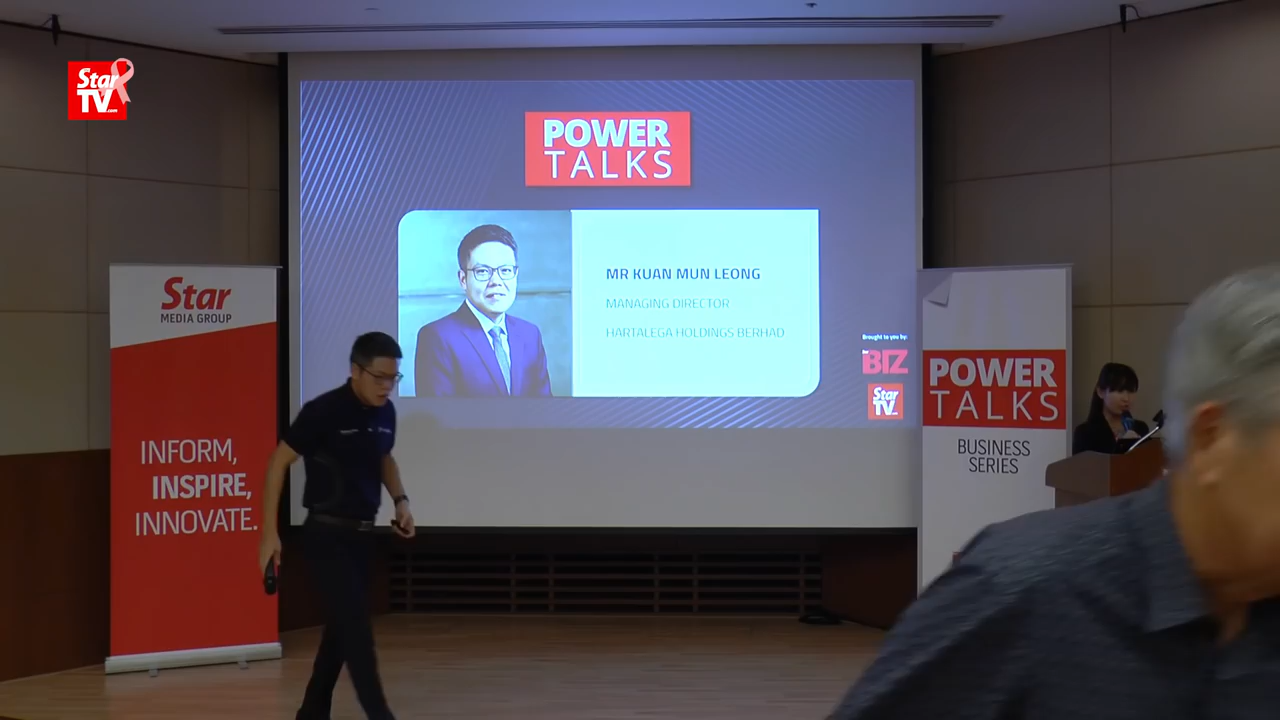 Star
TV.com
POWER
TALKS
MR KUAN MUN LEONG
MANAGING DIRECTOR
HARTALEGA HOLDINGS BERHAD
Brought to you by:
BIZ
Star
TV
Star
MEDIA GROUP
INFORM,
INSPIRE,
INNOVATE.
POWER
TALKS
BUSINESS
SERIES